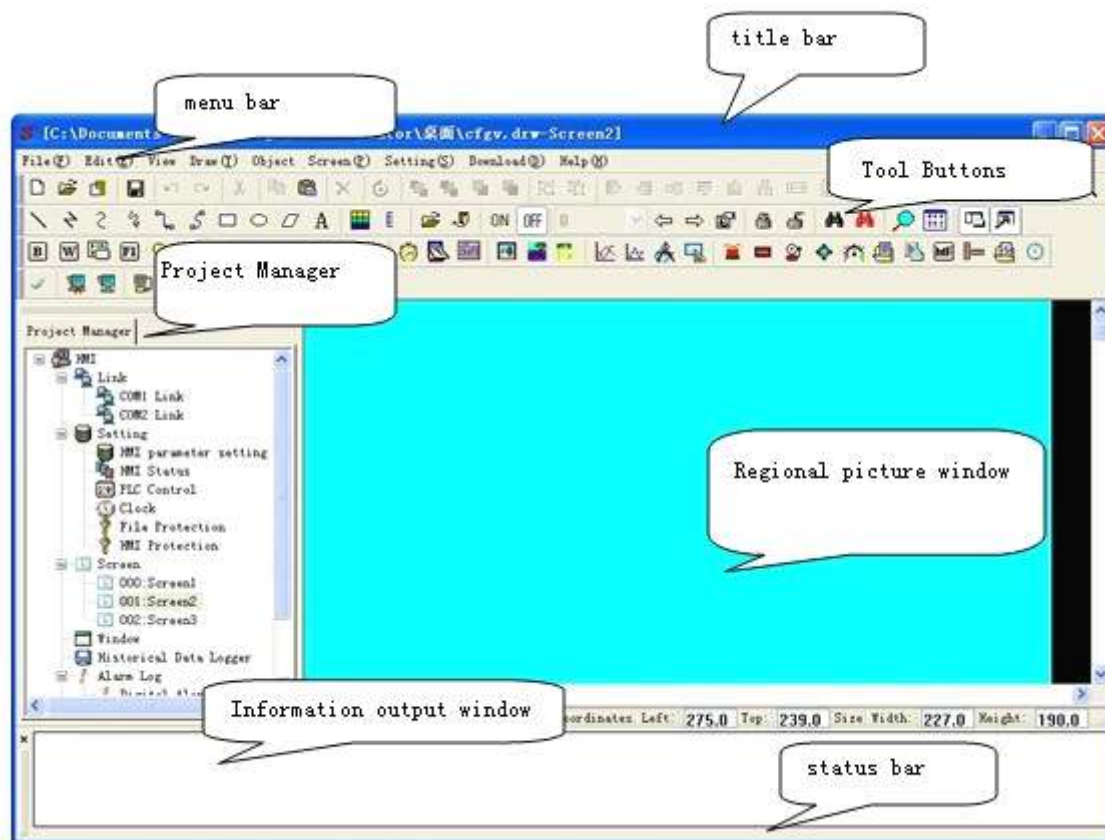 title bar
menu bar
[C:\Documents tor\桌面\cfgv.drw-Screen2]
File(F) Edit(E) View Draw(T) Object Screen(P) Setting(S) Download(D) Help(H)
Tool Buttons
A ON OFF 0
B W F1
Project Manager
Project Manager
HMI
Link
COM1 Link
COM2 Link
Setting
HMI parameter setting
HMI Status
PLC Control
Clock
File Protection
HMI Protection
Screen
000:Screen1
001:Screen2
002:Screen3
Window
Historical Data Logger
Alarm Log
Regional picture window
Information output window
oordinates Left: 275.0 Top: 239.0 Size Width: 227.0 Height: 190.0
status bar